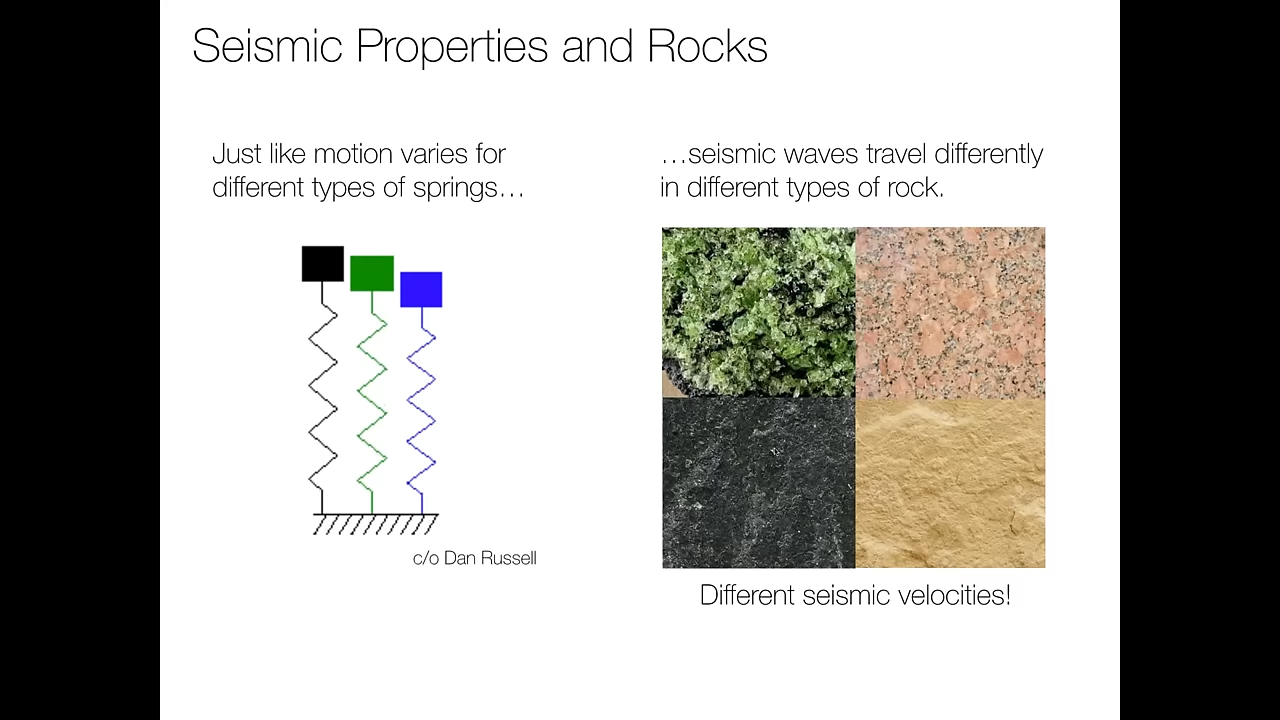 Seismic Properties and Rocks
Just like motion varies for
different types of springs…
…seismic waves travel differently
in different types of rock.
c/o Dan Russell
Different seismic velocities!